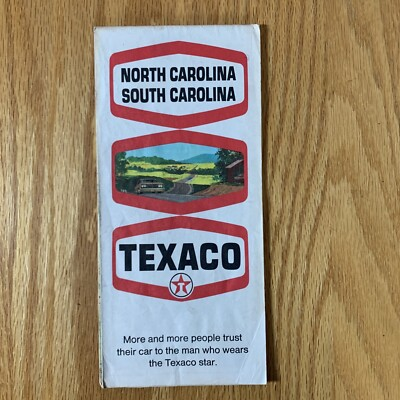 NORTH CAROLINA
SOUTH CAROLINA
TEXACO
T
More and more people trust
their car to the man who wears
the Texaco star.